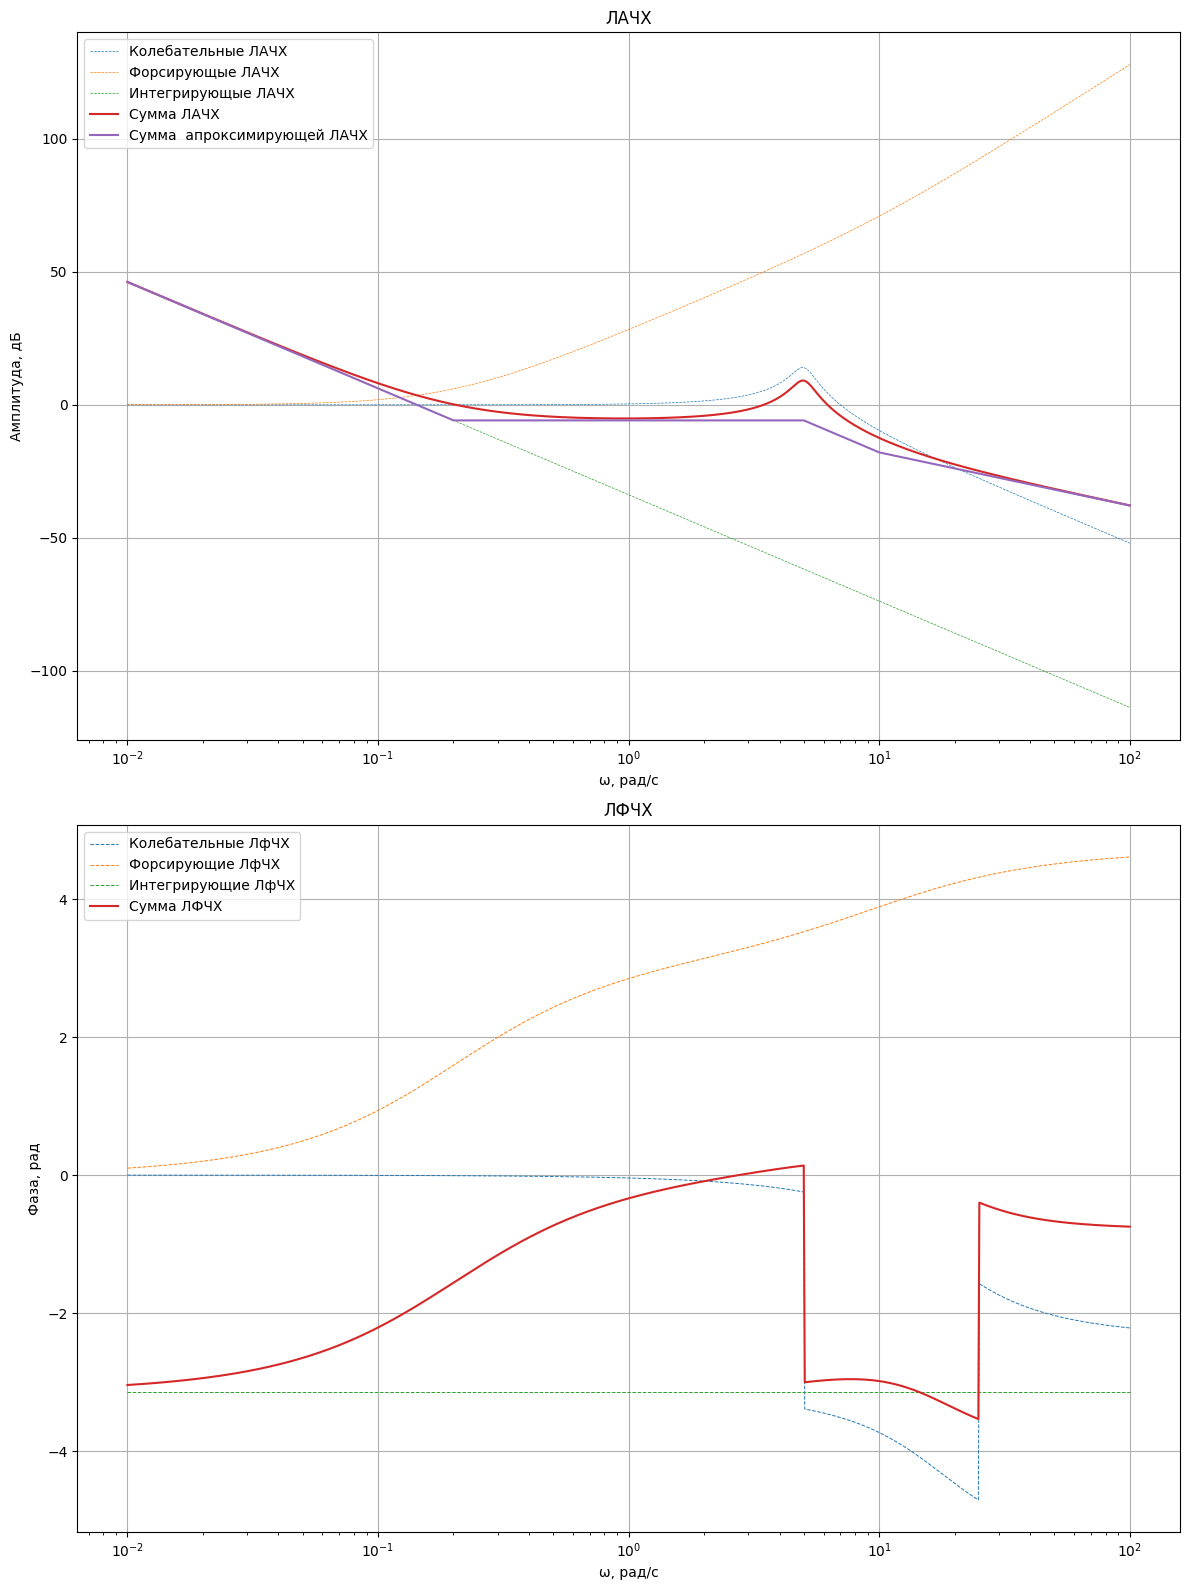 ЛАЧХ
Колебательные ЛАЧХ
Форсирующые ЛАЧХ
Интегрирующые ЛАЧХ
Сумма ЛАЧХ
Сумма  апроксимирующей ЛАЧХ
Амплитуда, дБ
100
50
0
−50
−100
10⁻² 10⁻¹ 10⁰ 10¹ 10²
ω, рад/с
ЛФЧХ
Колебательные ЛфЧХ
Форсирующие ЛфЧХ
Интегрирующие ЛфЧХ
Сумма ЛФЧХ
Фаза, рад
4
2
0
−2
−4
10⁻² 10⁻¹ 10⁰ 10¹ 10²
ω, рад/с